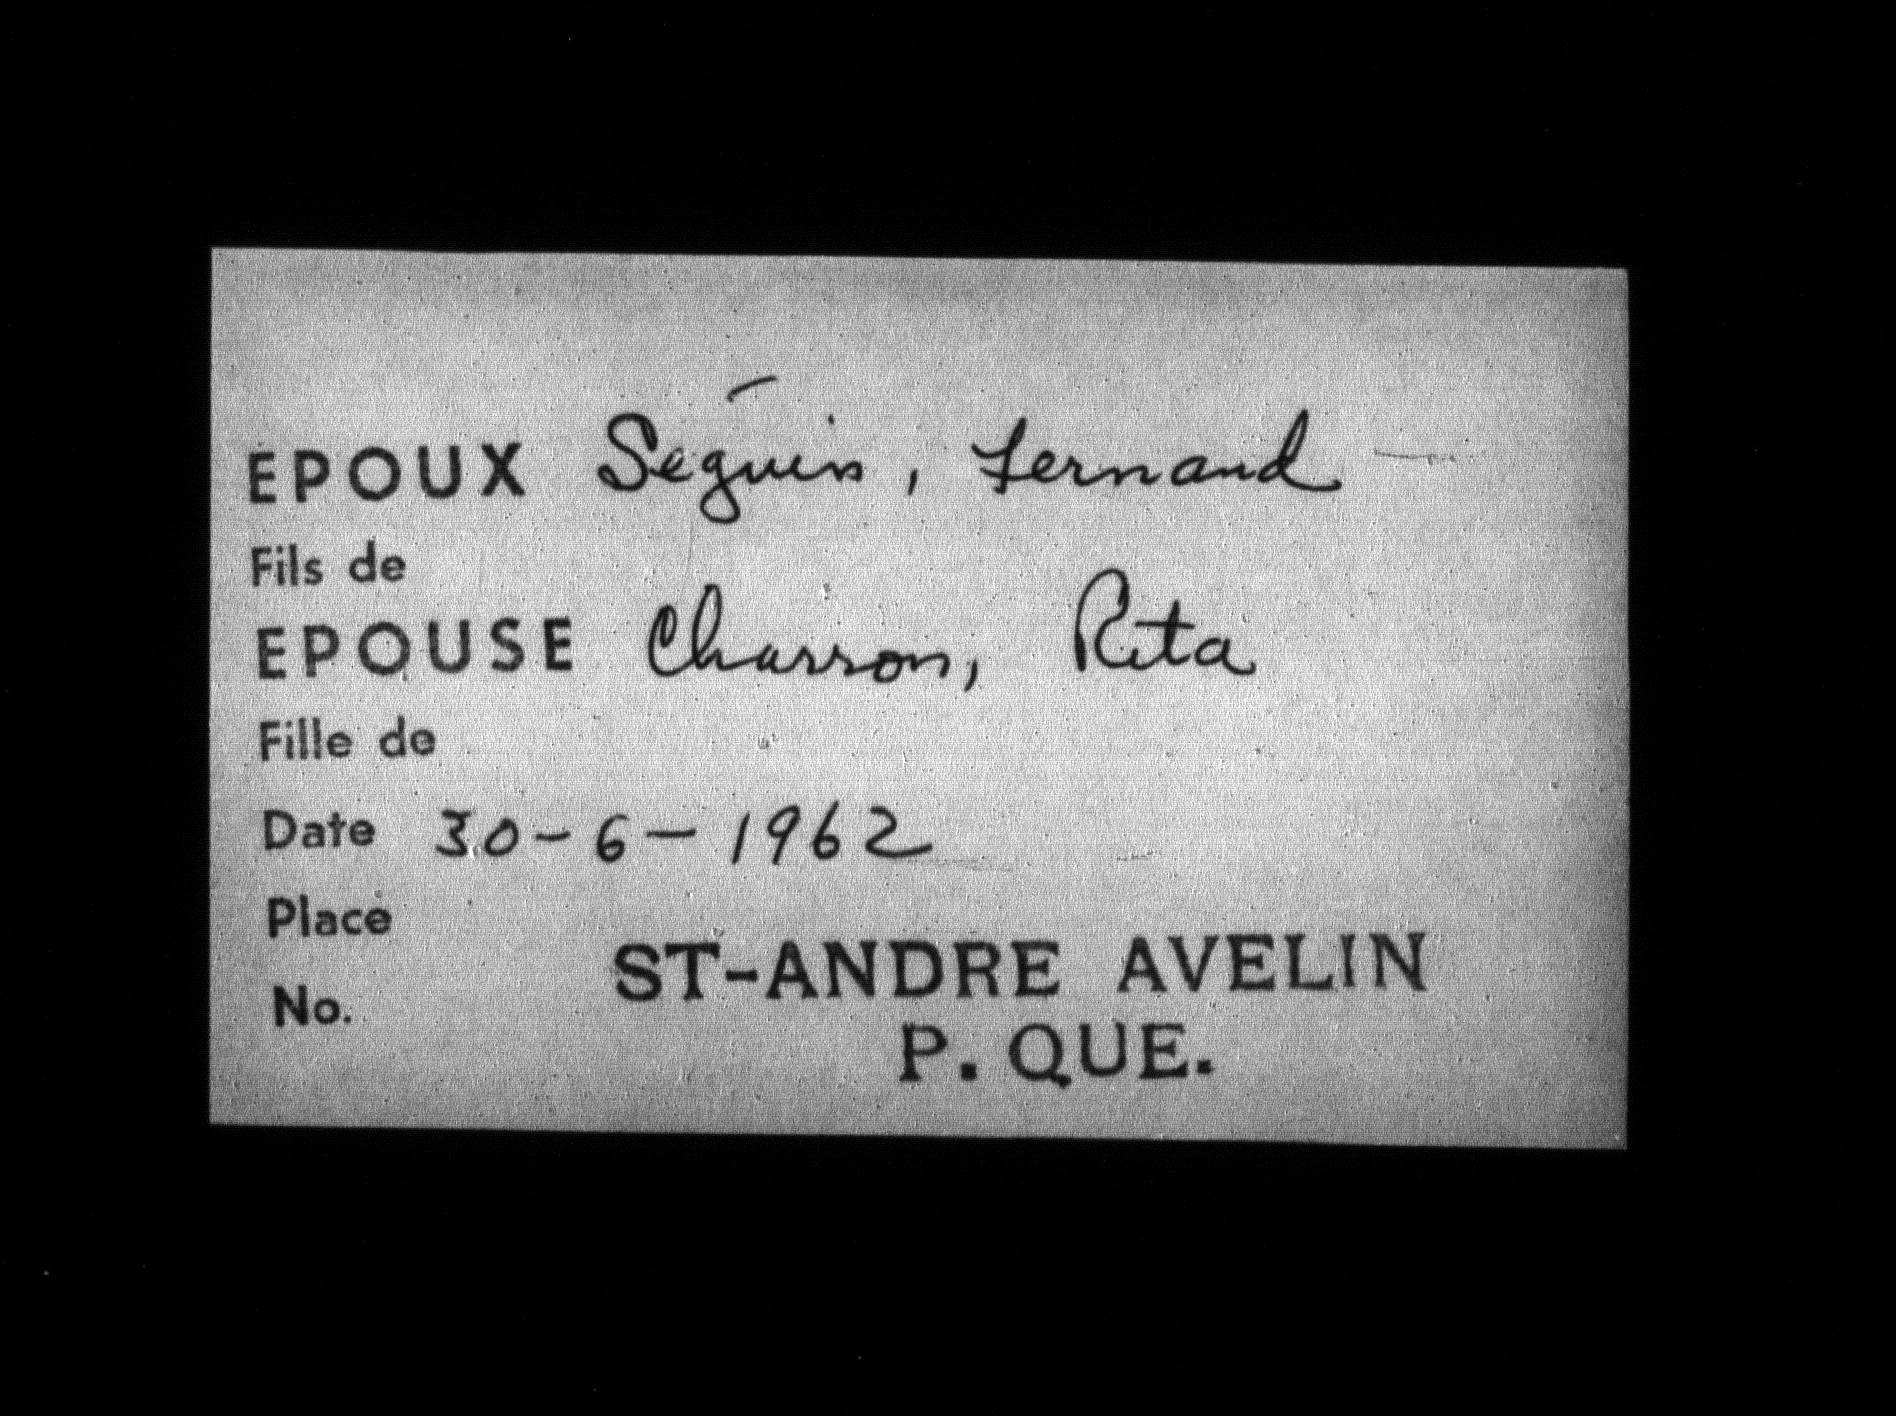 EPOUX Séguin, Fernand
Fils de
EPOUSE Charron, Rita
Fille de
Date 30-6-1962
Place
ST-ANDRE AVELIN
No.
P. QUE.